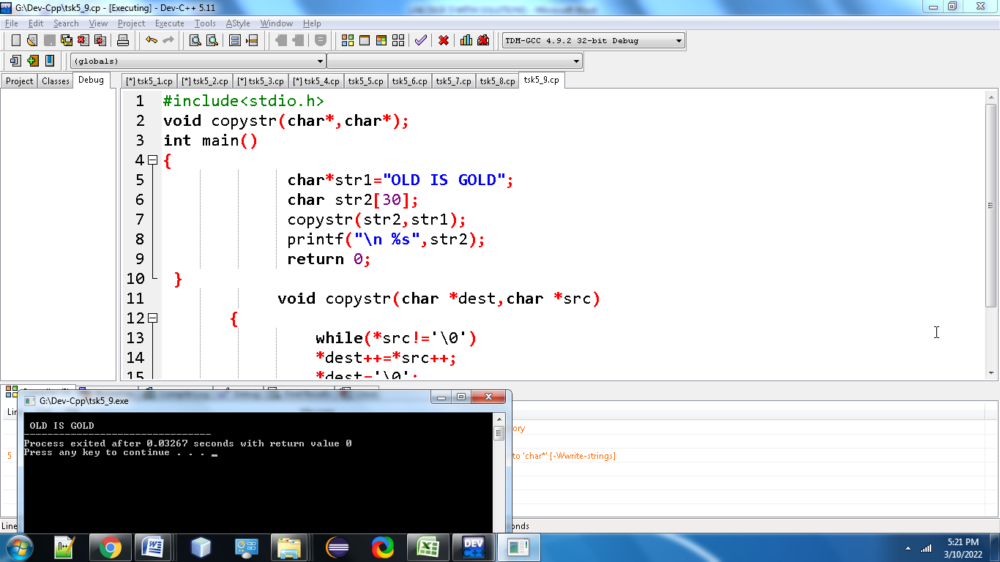 G:\Dev-Cpp\tsk5_9.cp - [Executing] - Dev-C++ 5.11
File Edit Search View Project Execute Tools AStyle Window Help
TDM-GCC 4.9.2 32-bit Debug
(globals)
Project Classes Debug [*] tsk5_1.cp [*] tsk5_2.cp [*] tsk5_3.cp [*] tsk5_4.cp tsk5_5.cp tsk5_6.cp tsk5_7.cp tsk5_8.cp tsk5_9.cp
1 #include<stdio.h>
2 void copystr(char*,char*);
3 int main()
4 {
5 char*str1="OLD IS GOLD";
6 char str2[30];
7 copystr(str2,str1);
8 printf("\n %s",str2);
9 return 0;
10 }
11 void copystr(char *dest,char *src)
12 {
13 while(*src!='\0')
14 *dest++=*src++;
15 *dest='\0';
G:\Dev-Cpp\tsk5_9.exe
OLD IS GOLD
--------------------------------
Process exited after 0.03267 seconds with return value 0
Press any key to continue . . .
Lin
ory
5 to 'char*' [-Wwrite-strings]
Line onds
5:21 PM
3/10/2022